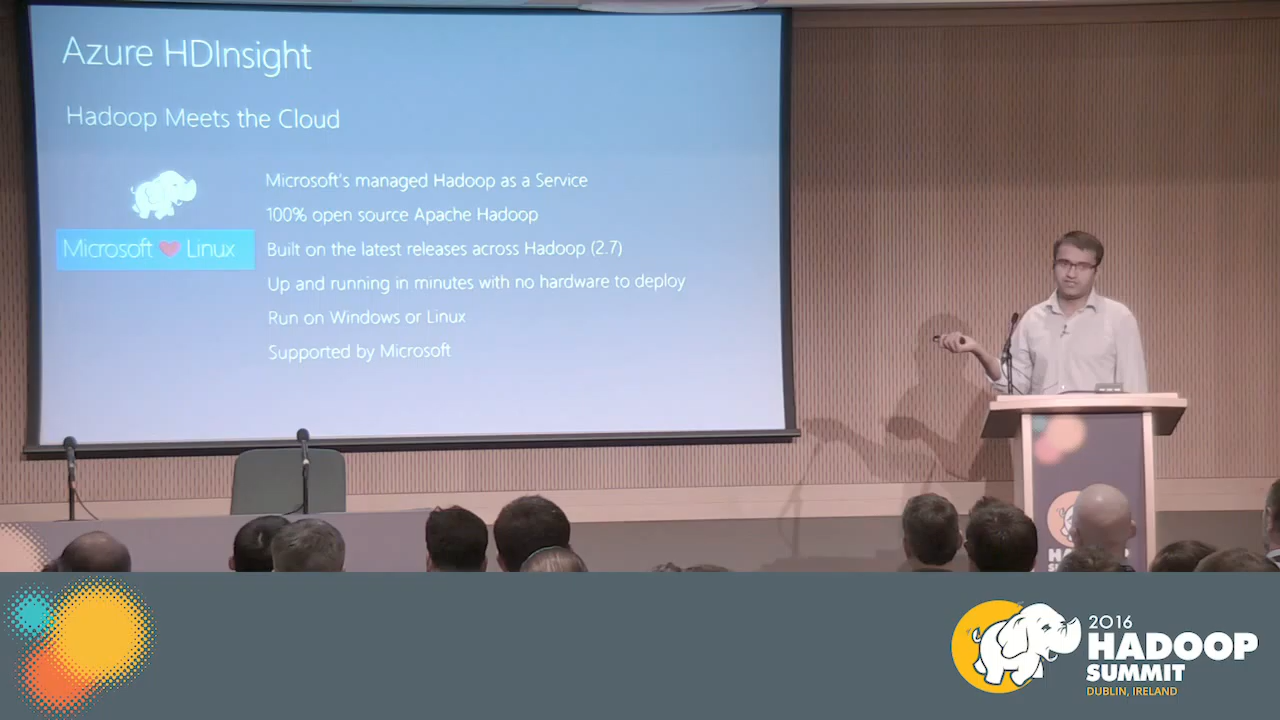 Azure HDInsight
Hadoop Meets the Cloud
Microsoft's managed Hadoop as a Service
100% open source Apache Hadoop
Microsoft Linux
Built on the latest releases across Hadoop (2.7)
Up and running in minutes with no hardware to deploy
Run on Windows or Linux
Supported by Microsoft
2016
HADOOP
SUMMIT
DUBLIN, IRELAND